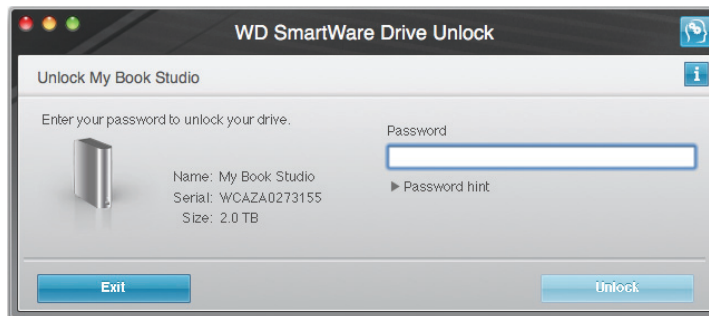 WD SmartWare Drive Unlock
Unlock My Book Studio
i
Enter your password to unlock your drive.
Password
Name: My Book Studio
Password hint
Serial: WCAZA0273155
Size: 2.0 TB
Exit
Unlock